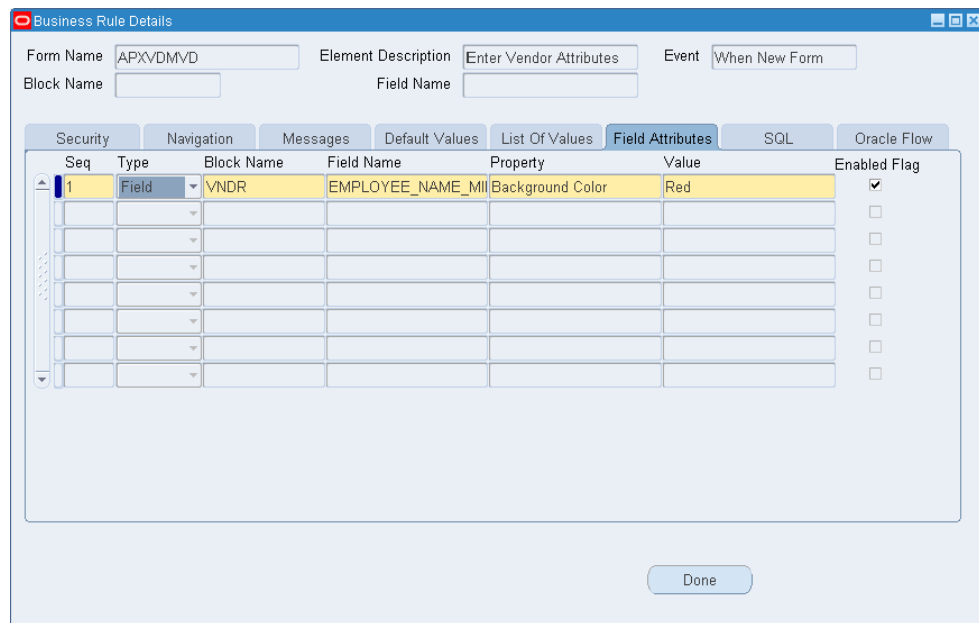 Business Rule Details
Form Name APXVDMVD Element Description Enter Vendor Attributes Event When New Form
Block Name Field Name
Security Navigation Messages Default Values List Of Values Field Attributes SQL Oracle Flow
Seq Type Block Name Field Name Property Value Enabled Flag
1 Field VNDR EMPLOYEE_NAME_MI Background Color Red
Done